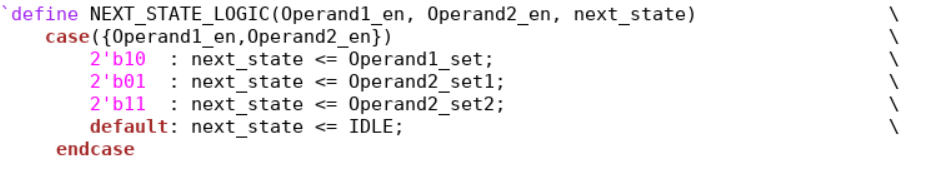 `define NEXT_STATE_LOGIC(Operand1_en, Operand2_en, next_state) \
case({Operand1_en,Operand2_en}) \
2'b10 : next_state <= Operand1_set; \
2'b01 : next_state <= Operand2_set1; \
2'b11 : next_state <= Operand2_set2; \
default: next_state <= IDLE; \
endcase